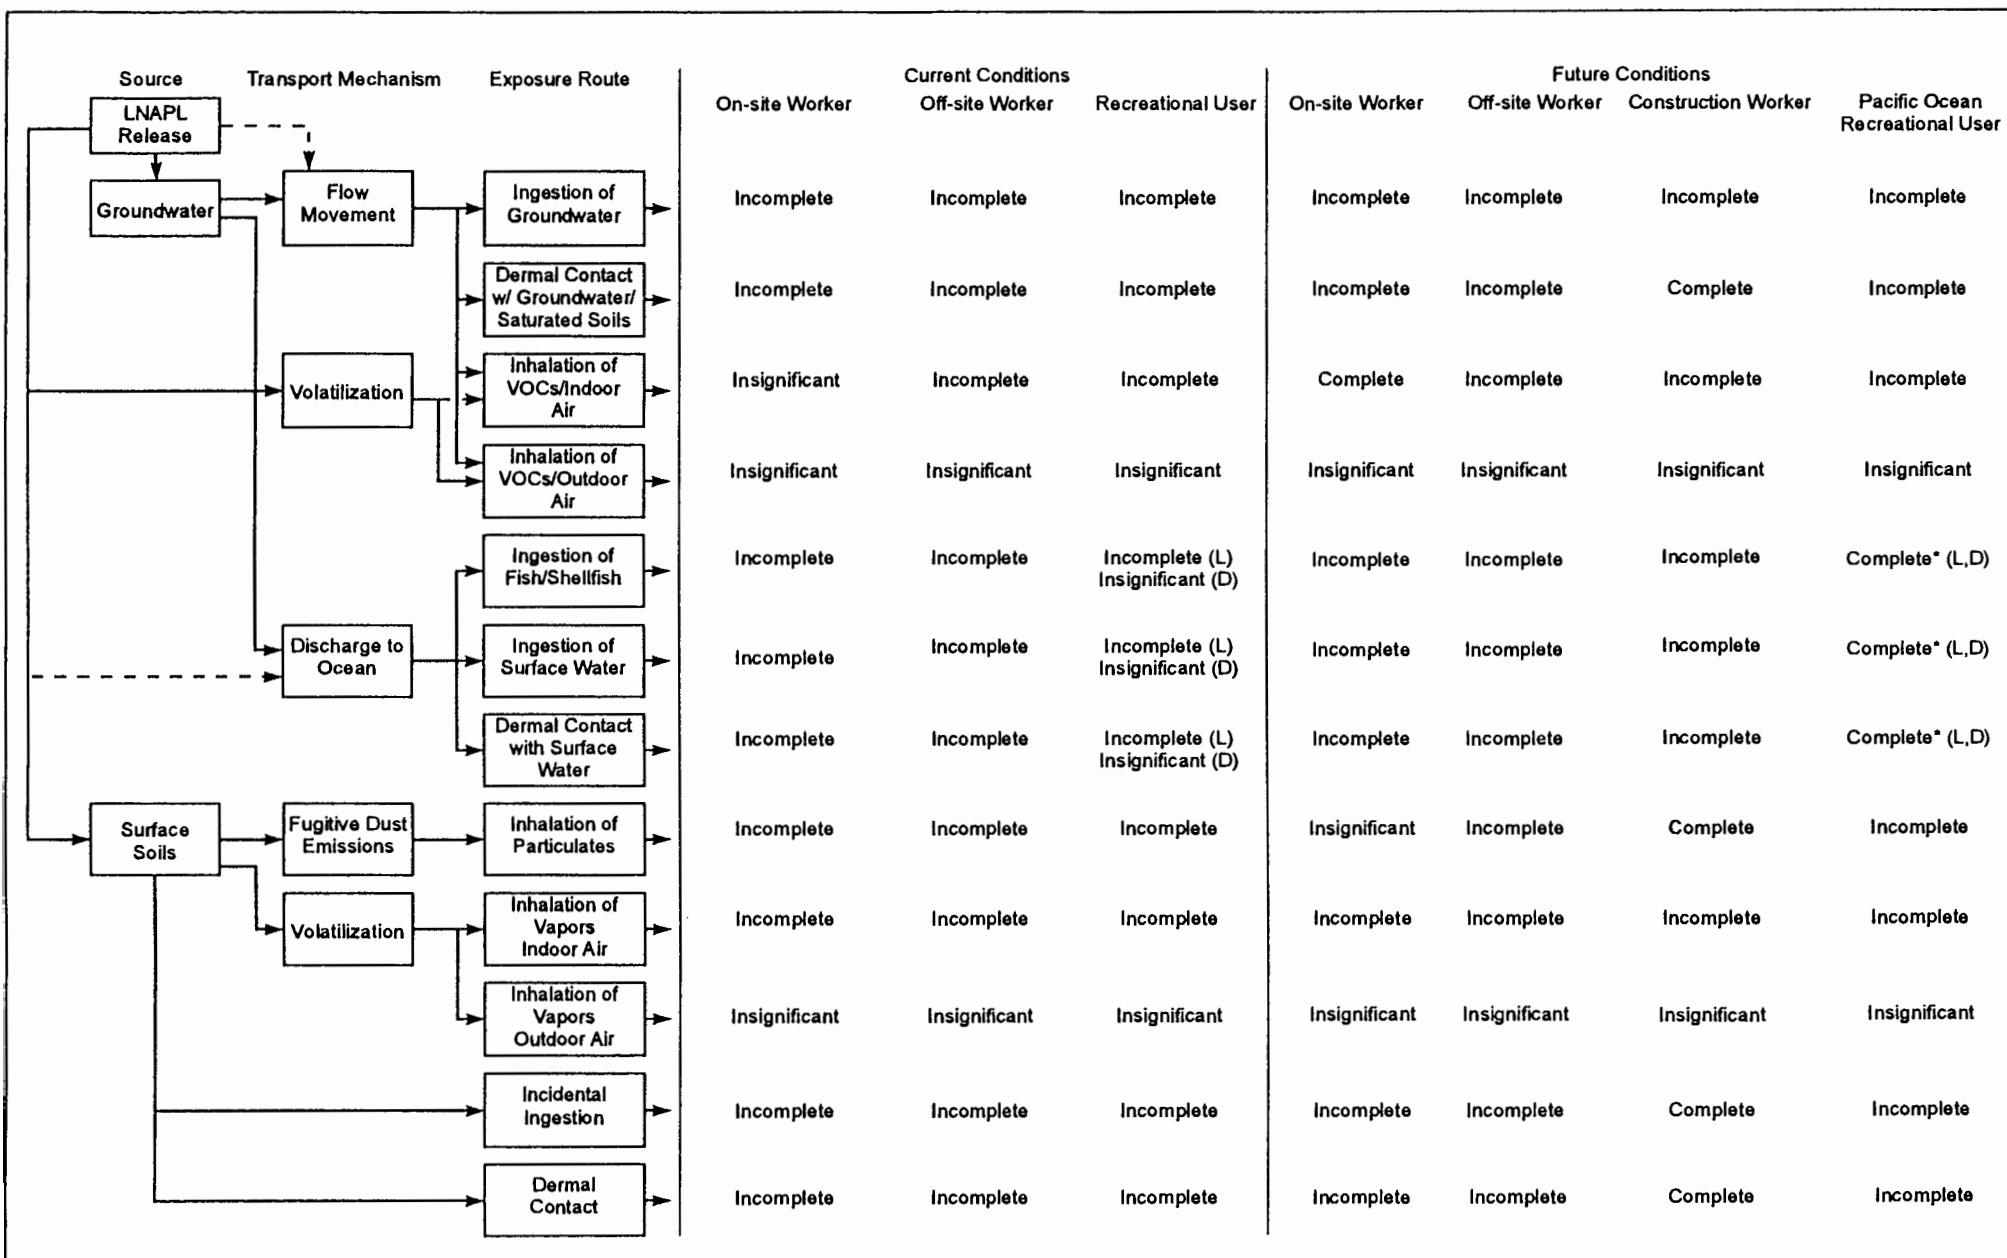 Source Transport Mechanism Exposure Route Current Conditions Future Conditions
On-site Worker Off-site Worker Recreational User On-site Worker Off-site Worker Construction Worker Pacific Ocean
Recreational User
LNAPL
Release
Groundwater
Flow
Movement
Ingestion of
Groundwater
Incomplete Incomplete Incomplete Incomplete Incomplete Incomplete Incomplete
Dermal Contact
w/ Groundwater/
Saturated Soils
Incomplete Incomplete Incomplete Incomplete Incomplete Complete Incomplete
Volatilization
Inhalation of
VOCs/Indoor
Air
Insignificant Incomplete Incomplete Complete Incomplete Incomplete Incomplete
Inhalation of
VOCs/Outdoor
Air
Insignificant Insignificant Insignificant Insignificant Insignificant Insignificant Insignificant
Ingestion of
Fish/Shellfish
Incomplete Incomplete Incomplete (L) Incomplete Incomplete Incomplete Complete* (L,D)
Insignificant (D)
Discharge to
Ocean
Ingestion of
Surface Water
Incomplete Incomplete Incomplete (L) Incomplete Incomplete Incomplete Complete* (L,D)
Insignificant (D)
Dermal Contact
with Surface
Water
Incomplete Incomplete Incomplete (L) Incomplete Incomplete Incomplete Complete* (L,D)
Insignificant (D)
Surface
Soils
Fugitive Dust
Emissions
Inhalation of
Particulates
Incomplete Incomplete Incomplete Insignificant Incomplete Complete Incomplete
Volatilization
Inhalation of
Vapors
Indoor Air
Incomplete Incomplete Incomplete Incomplete Incomplete Incomplete Incomplete
Inhalation of
Vapors
Outdoor Air
Insignificant Insignificant Insignificant Insignificant Insignificant Insignificant Insignificant
Incidental
Ingestion
Incomplete Incomplete Incomplete Incomplete Incomplete Complete Incomplete
Dermal
Contact
Incomplete Incomplete Incomplete Incomplete Incomplete Complete Incomplete